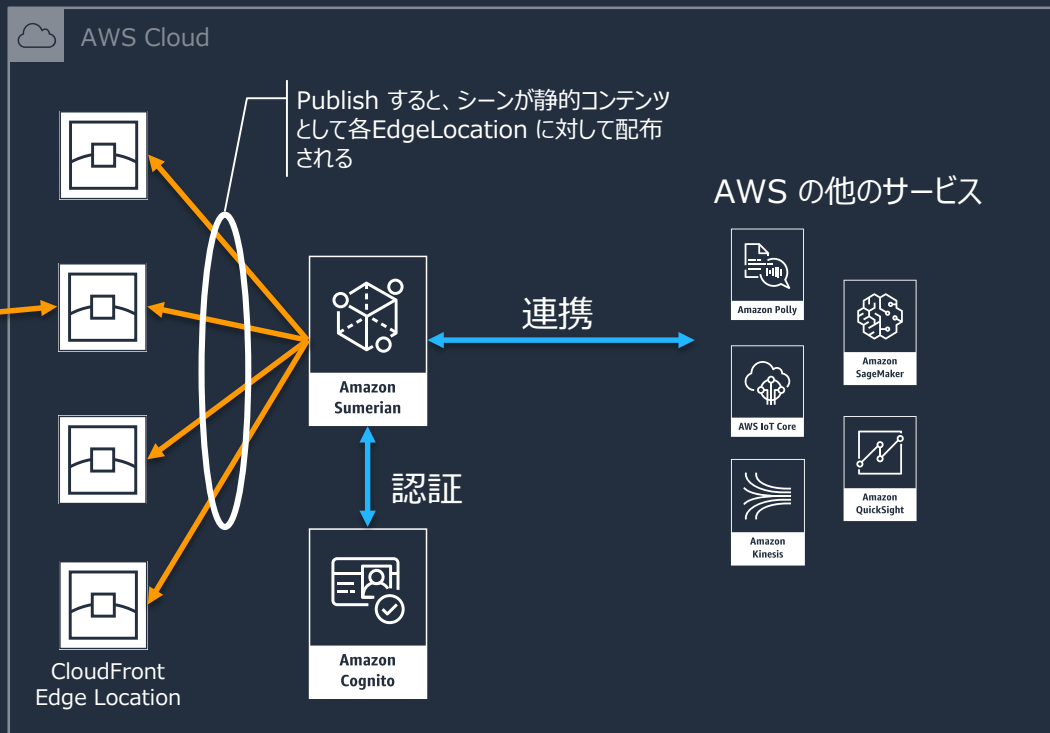 AWS Cloud
Publish すると、シーンが静的コンテンツ
として各EdgeLocation に対して配布
される
AWS の他のサービス
Amazon Polly
Amazon
SageMaker
連携
Amazon
Sumerian
AWS IoT Core
認証
Amazon
QuickSight
Amazon
Kinesis
Amazon
Cognito
CloudFront
Edge Location